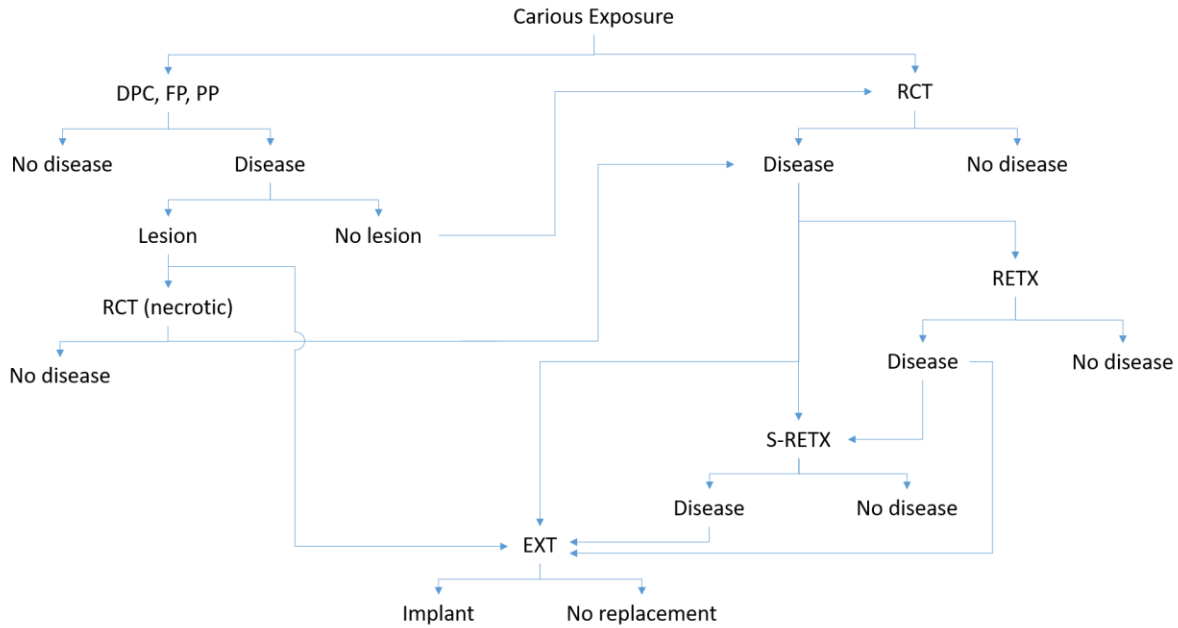 Carious Exposure
DPC, FP, PP
RCT
No disease
Disease
Disease
No disease
Lesion
No lesion
RETX
RCT (necrotic)
No disease
Disease
No disease
S-RETX
Disease
No disease
EXT
Implant
No replacement